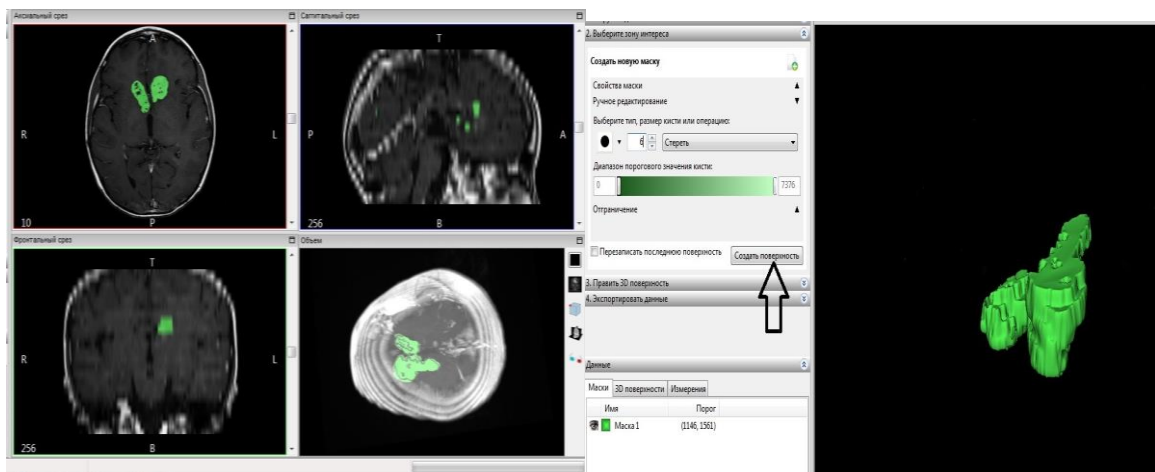 Аксиальный срез
A
R
L
P
10
Сагиттальный срез
T
P
A
B
256
Фронтальный срез
T
R
L
B
256
Объем
2. Выберите зону интереса
Создать новую маску
Свойства маски
Ручное редактирование
Выберите тип, размер кисти или операцию:
6 Стереть
Диапазон порогового значения кисти:
0 7376
Отграничение
Перезаписать последнюю поверхность Создать поверхность
3. Править 3D поверхность
4. Экспортировать данные
Данные
Маски 3D поверхности Измерения
Имя Порог
Маска 1 (1146, 1561)